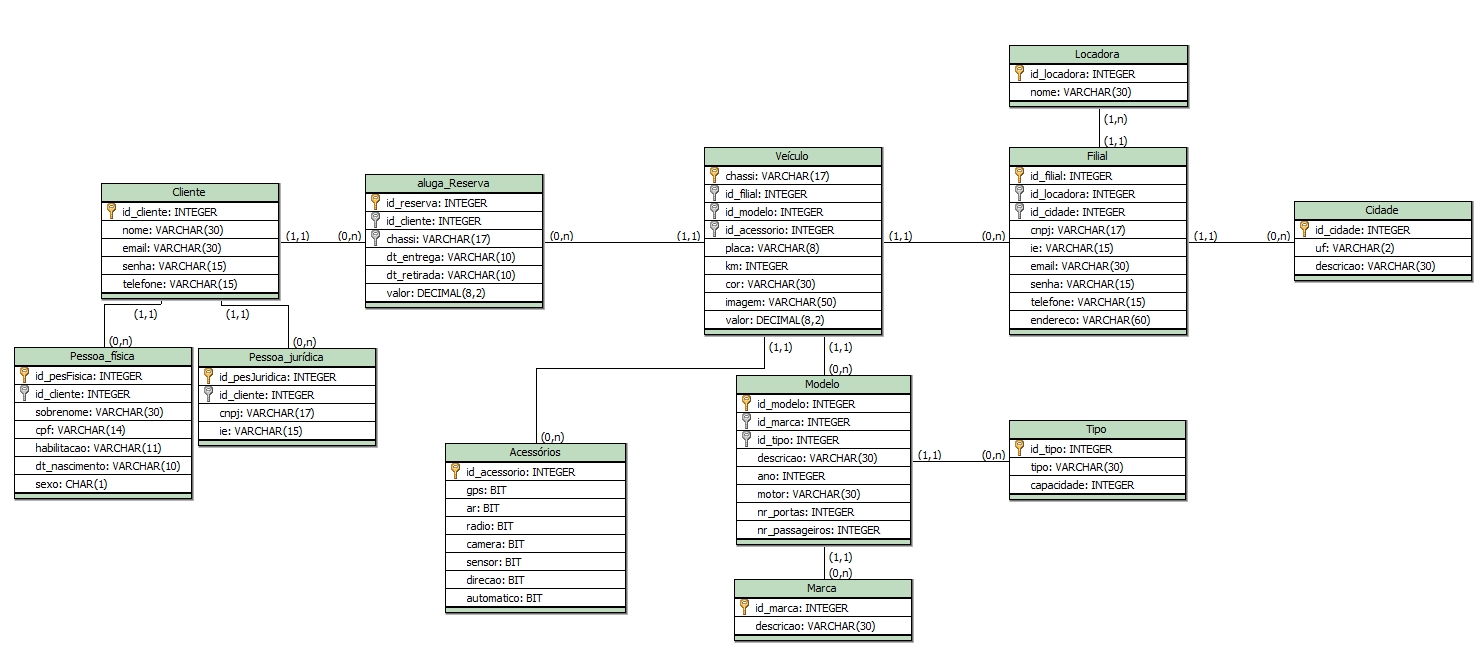 Locadora
id_locadora: INTEGER
nome: VARCHAR(30)
(1,n)
(1,1)
Cliente
id_cliente: INTEGER
nome: VARCHAR(30)
email: VARCHAR(30)
senha: VARCHAR(15)
telefone: VARCHAR(15)
(1,1)
(0,n)
aluga_Reserva
id_reserva: INTEGER
id_cliente: INTEGER
chassi: VARCHAR(17)
dt_entrega: VARCHAR(10)
dt_retirada: VARCHAR(10)
valor: DECIMAL(8,2)
(0,n)
(1,1)
Veículo
chassi: VARCHAR(17)
id_filial: INTEGER
id_modelo: INTEGER
id_acessorio: INTEGER
placa: VARCHAR(8)
km: INTEGER
cor: VARCHAR(30)
imagem: VARCHAR(50)
valor: DECIMAL(8,2)
(1,1)
(0,n)
Filial
id_filial: INTEGER
id_locadora: INTEGER
id_cidade: INTEGER
cnpj: VARCHAR(17)
ie: VARCHAR(15)
email: VARCHAR(30)
senha: VARCHAR(15)
telefone: VARCHAR(15)
endereco: VARCHAR(60)
(1,1)
(0,n)
Cidade
id_cidade: INTEGER
uf: VARCHAR(2)
descricao: VARCHAR(30)
(1,1)
(1,1)
(0,n)
(0,n)
Pessoa_física
id_pesFisica: INTEGER
id_cliente: INTEGER
sobrenome: VARCHAR(30)
cpf: VARCHAR(14)
habilitacao: VARCHAR(11)
dt_nascimento: VARCHAR(10)
sexo: CHAR(1)
Pessoa_jurídica
id_pesJuridica: INTEGER
id_cliente: INTEGER
cnpj: VARCHAR(17)
ie: VARCHAR(15)
(1,1)
(1,1)
(0,n)
(0,n)
Acessórios
id_acessorio: INTEGER
gps: BIT
ar: BIT
radio: BIT
camera: BIT
sensor: BIT
direcao: BIT
automatico: BIT
Modelo
id_modelo: INTEGER
id_marca: INTEGER
id_tipo: INTEGER
descricao: VARCHAR(30)
ano: INTEGER
motor: VARCHAR(30)
nr_portas: INTEGER
nr_passageiros: INTEGER
(1,1)
(0,n)
Tipo
id_tipo: INTEGER
tipo: VARCHAR(30)
capacidade: INTEGER
(1,1)
(0,n)
Marca
id_marca: INTEGER
descricao: VARCHAR(30)